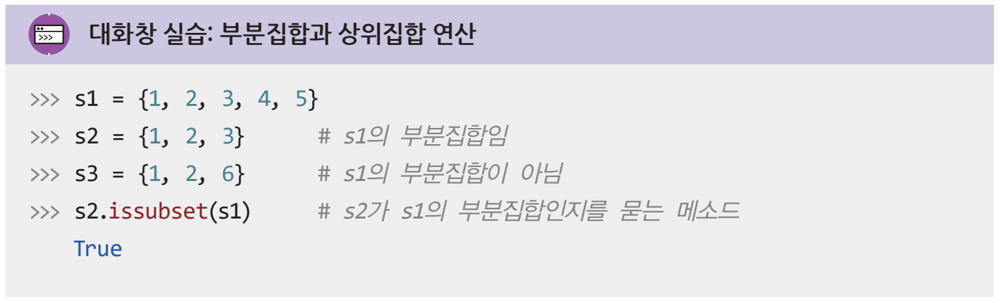 >>>
대화창 실습: 부분집합과 상위집합 연산
>>> s1 = {1, 2, 3, 4, 5}
>>> s2 = {1, 2, 3} # s1의 부분집합임
>>> s3 = {1, 2, 6} # s1의 부분집합이 아님
>>> s2.issubset(s1) # s2가 s1의 부분집합인지를 묻는 메소드
True